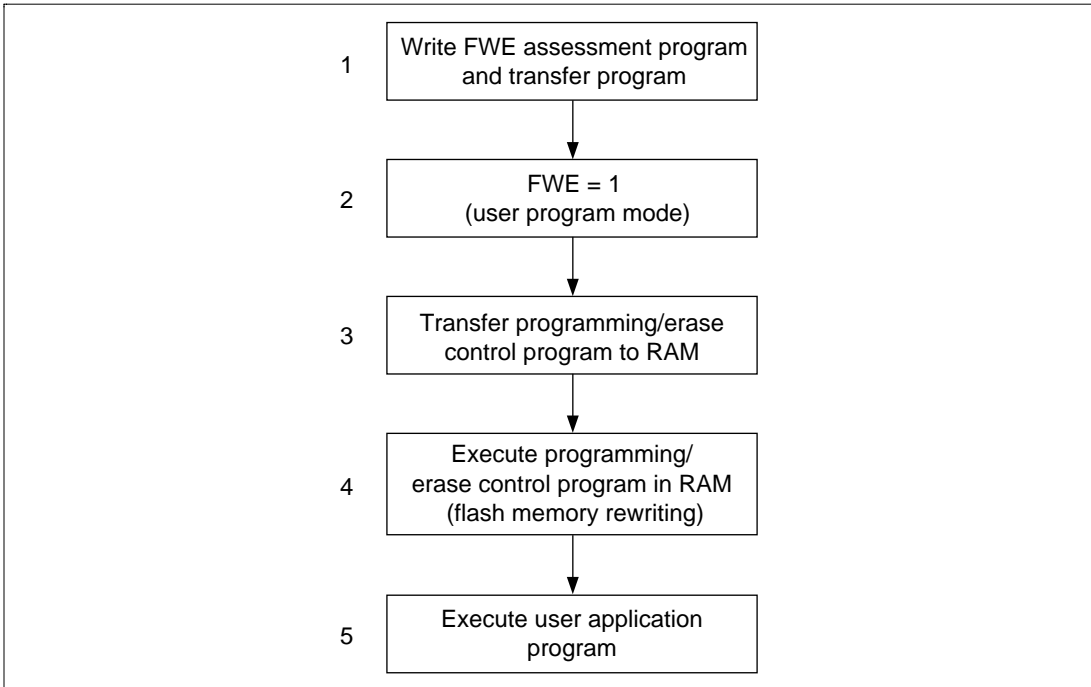 1
Write FWE assessment program
and transfer program
2
FWE = 1
(user program mode)
3
Transfer programming/erase
control program to RAM
4
Execute programming/
erase control program in RAM
(flash memory rewriting)
5
Execute user application
program